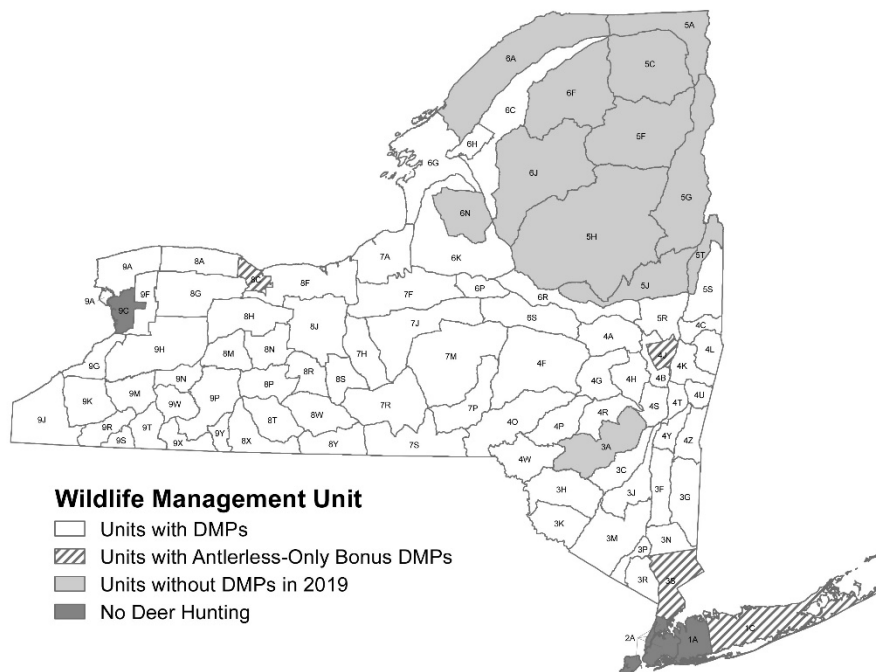 5A
6A
5C
6F
6C
5F
6H
6G
6J
5G
6N
5H
5T
9A
8A
7A
6K
5J
8C
8F
9A
9F
8G
7F
6P
6R
5S
9C
6S
5R
8H
7J
4C
8J
4A
9H
8M
8N
7H
7M
4J
4L
4F
4K
9G
8R
4G
4H
4B
9N
8P
8S
9K
9M
9P
4U
9W
7R
7P
4R
4S
4T
9J
8T
8W
4O
4P
9R
9T
4Y
9S
9X
9Y
8X
8Y
7S
4Z
3A
4W
3C
3H
3J
3F
3G
3K
3M
3N
3P
3R
3S
1C
2A
1A
Wildlife Management Unit
Units with DMPs
Units with Antlerless-Only Bonus DMPs
Units without DMPs in 2019
No Deer Hunting